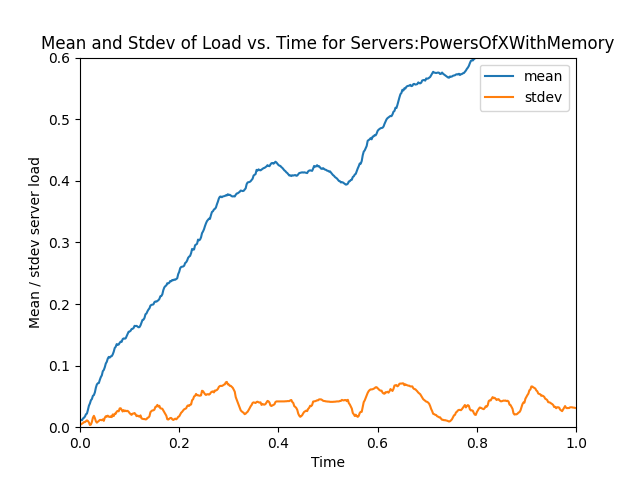 Mean and Stdev of Load vs. Time for Servers:PowersOfXWithMemory
mean
stdev
Mean / stdev server load
0.6
0.5
0.4
0.3
0.2
0.1
0.0
0.0 0.2 0.4 0.6 0.8 1.0
Time